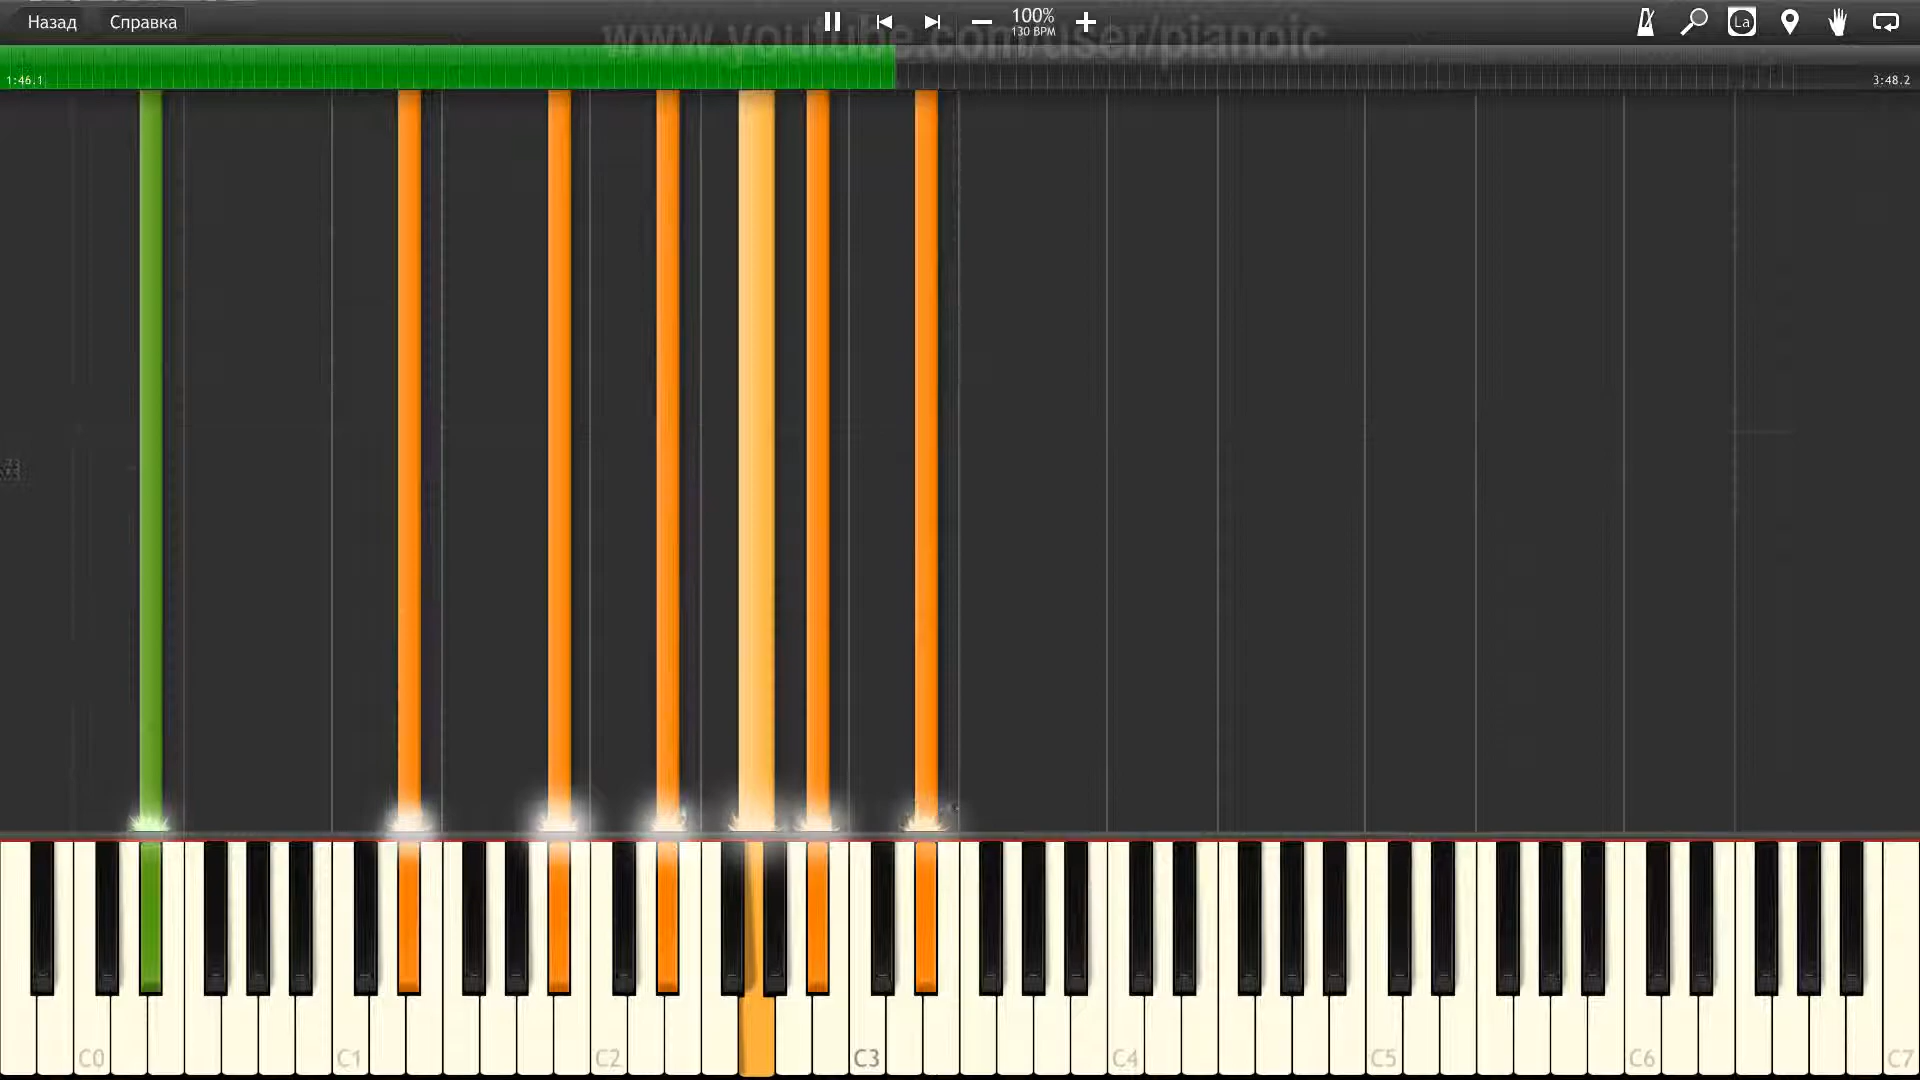 Назад Справка 100%
130 BPM
La
www.youtube.com/user/pianoic
1:46.1 3:48.2
C0 C1 C2 C3 C4 C5 C6 C7